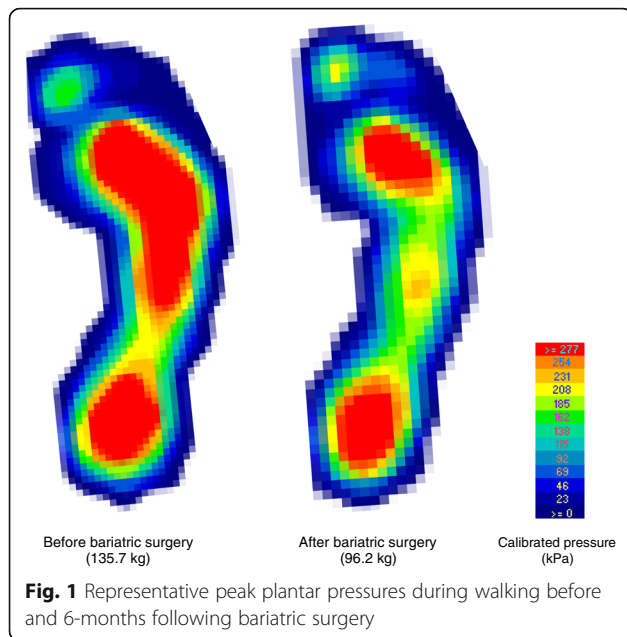 >= 277
254
231
208
185
162
138
115
92
69
46
23
>= 0
Before bariatric surgery
(135.7 kg)
After bariatric surgery
(96.2 kg)
Calibrated pressure
(kPa)
Fig. 1 Representative peak plantar pressures during walking before
and 6-months following bariatric surgery